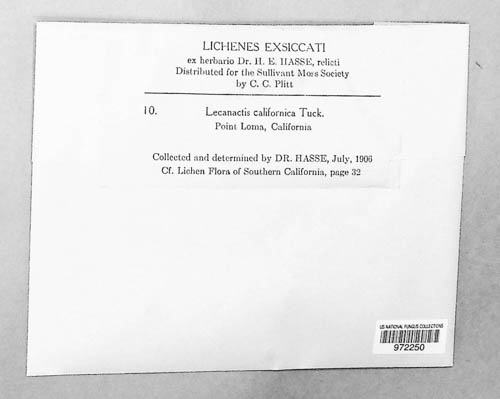 LICHENES EXSICCATI
ex herbario Dr. H. E. HASSE, relicti
Distributed for the Sullivant Moss Society
by C. C. Plitt
10. Lecanactis californica Tuck.
Point Loma, California
Collected and determined by DR. HASSE, July, 1906
Cf. Lichen Flora of Southern California, page 32
US NATIONAL FUNGUS COLLECTIONS
972250